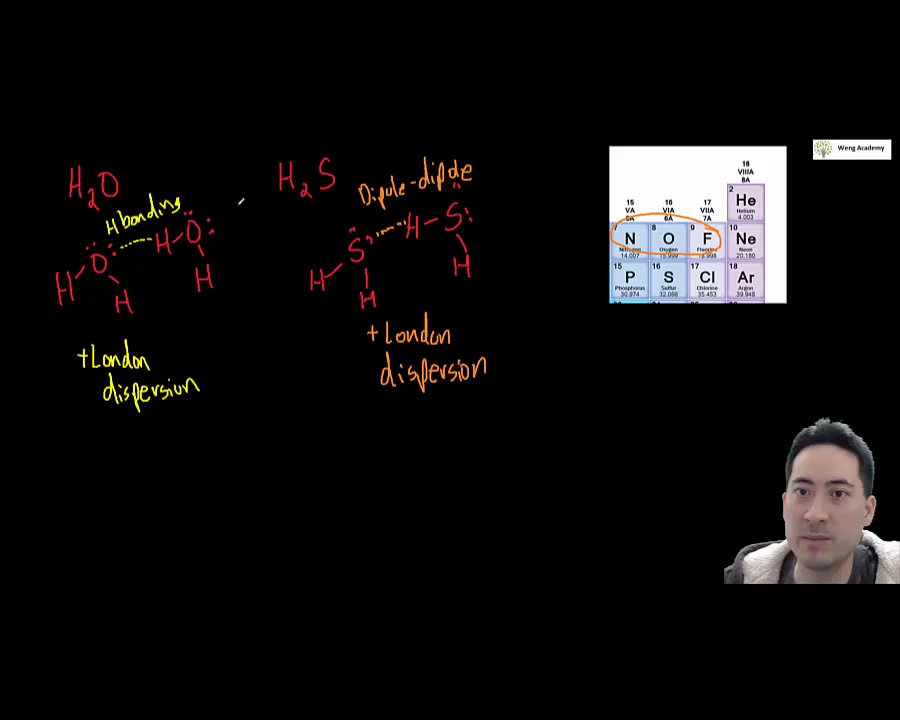 H2O
H bonding
H O
O H
H H
+London
dispersion
H2S
Dipole-dipole
H S
S H
H H
+London
dispersion
Weng Academy
18
VIIIA
8A
2
He
Helium
4.003
15 16 17
VA VIA VIIA
5A 6A 7A
7 8 9 10
N O F Ne
Nitrogen Oxygen Fluorine Neon
14.007 15.999 18.998 20.180
15 16 17 18
P S Cl Ar
Phosphorus Sulfur Chlorine Argon
30.974 32.066 35.453 39.948